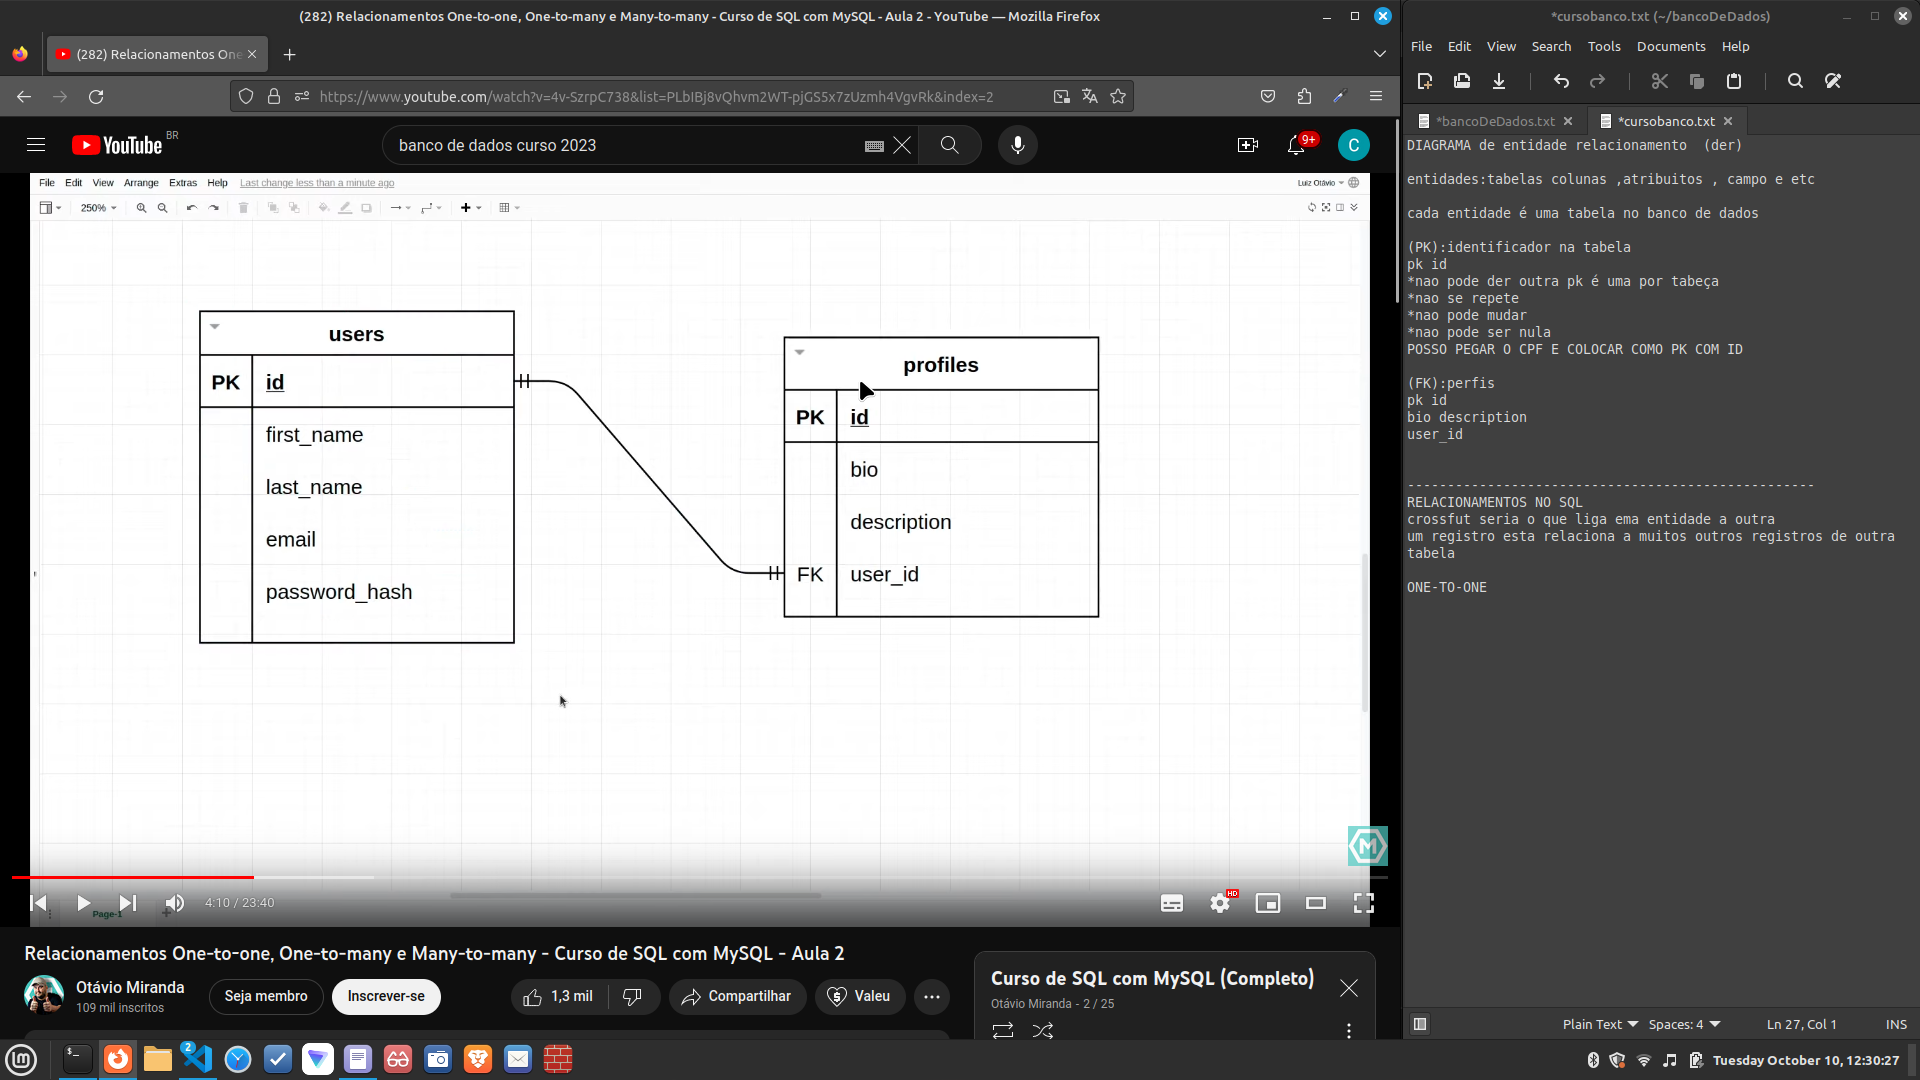 (282) Relacionamentos One-to-one, One-to-many e Many-to-many - Curso de SQL com MySQL - Aula 2 - YouTube — Mozilla Firefox
(282) Relacionamentos One
https://www.youtube.com/watch?v=4v-SzrpC738&list=PLbIBj8vQhvm2WT-pjGS5x7zUzmh4VgvRk&index=2
YouTube BR
banco de dados curso 2023
9+
C
File Edit View Arrange Extras Help Last change less than a minute ago
Luiz Otávio
250%
users
PK id
first_name
last_name
email
password_hash
profiles
PK id
bio
description
FK user_id
M
4:10 / 23:40
HD
Page-1
Relacionamentos One-to-one, One-to-many e Many-to-many - Curso de SQL com MySQL - Aula 2
Otávio Miranda
109 mil inscritos
Seja membro
Inscrever-se
1,3 mil
Compartilhar
Valeu
Curso de SQL com MySQL (Completo)
Otávio Miranda - 2 / 25
*cursobanco.txt (~/bancoDeDados)
File Edit View Search Tools Documents Help
*bancoDeDados.txt
*cursobanco.txt
DIAGRAMA de entidade relacionamento  (der)
entidades:tabelas colunas ,atribuitos , campo e etc
cada entidade é uma tabela no banco de dados
(PK):identificador na tabela
pk id
*nao pode der outra pk é uma por tabeça
*nao se repete
*nao pode mudar
*nao pode ser nula
POSSO PEGAR O CPF E COLOCAR COMO PK COM ID
(FK):perfis
pk id
bio description
user_id
---------------------------------------------------
RELACIONAMENTOS NO SQL
crossfut seria o que liga ema entidade a outra
um registro esta relaciona a muitos outros registros de outra
tabela
ONE-TO-ONE
Plain Text Spaces: 4 Ln 27, Col 1 INS
2
Tuesday October 10, 12:30:27